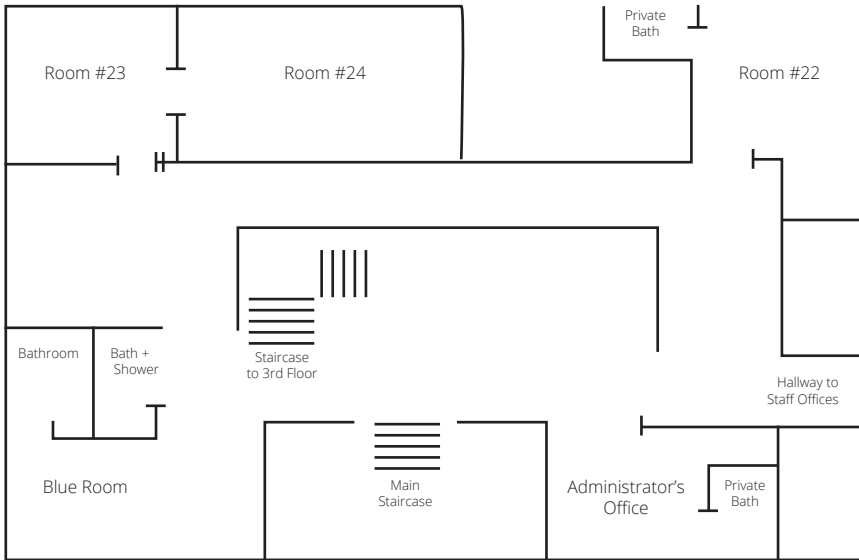 Private
Bath
Room #23
Room #24
Room #22
Bathroom
Bath +
Shower
Staircase
to 3rd Floor
Hallway to
Staff Offices
Blue Room
Main
Staircase
Administrator’s
Office
Private
Bath